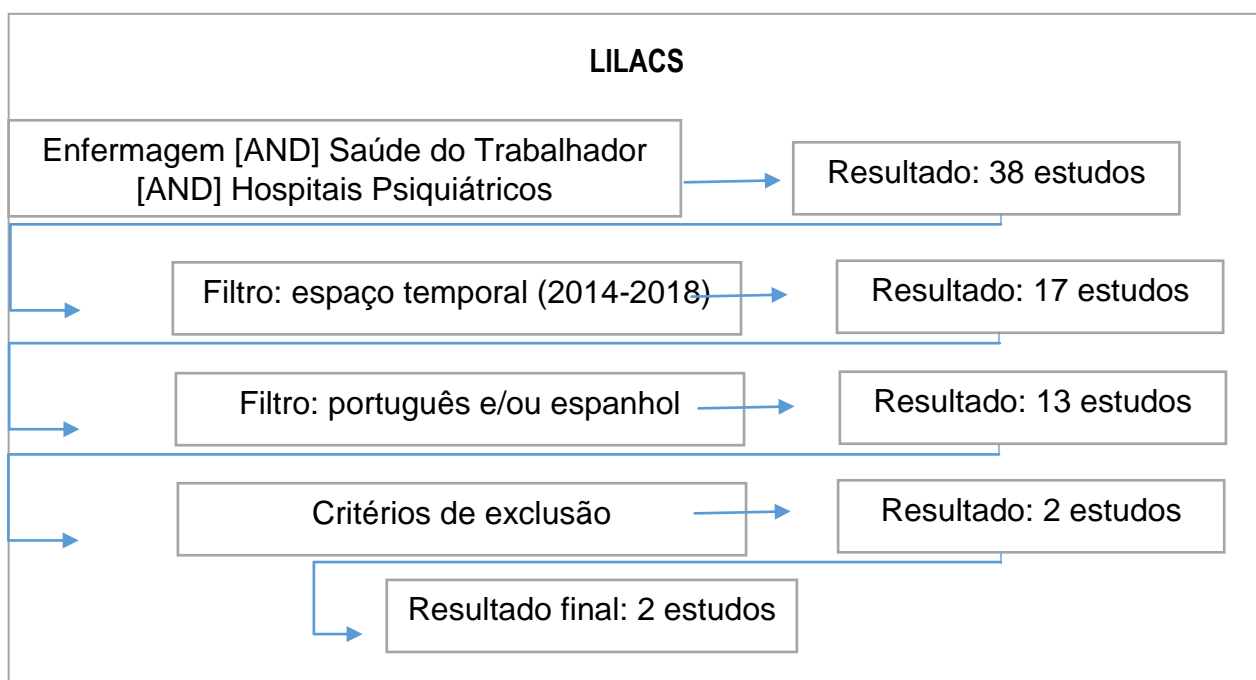 LILACS
Enfermagem [AND] Saúde do Trabalhador
[AND] Hospitais Psiquiátricos
Resultado: 38 estudos
Filtro: espaço temporal (2014-2018)
Resultado: 17 estudos
Filtro: português e/ou espanhol
Resultado: 13 estudos
Critérios de exclusão
Resultado: 2 estudos
Resultado final: 2 estudos